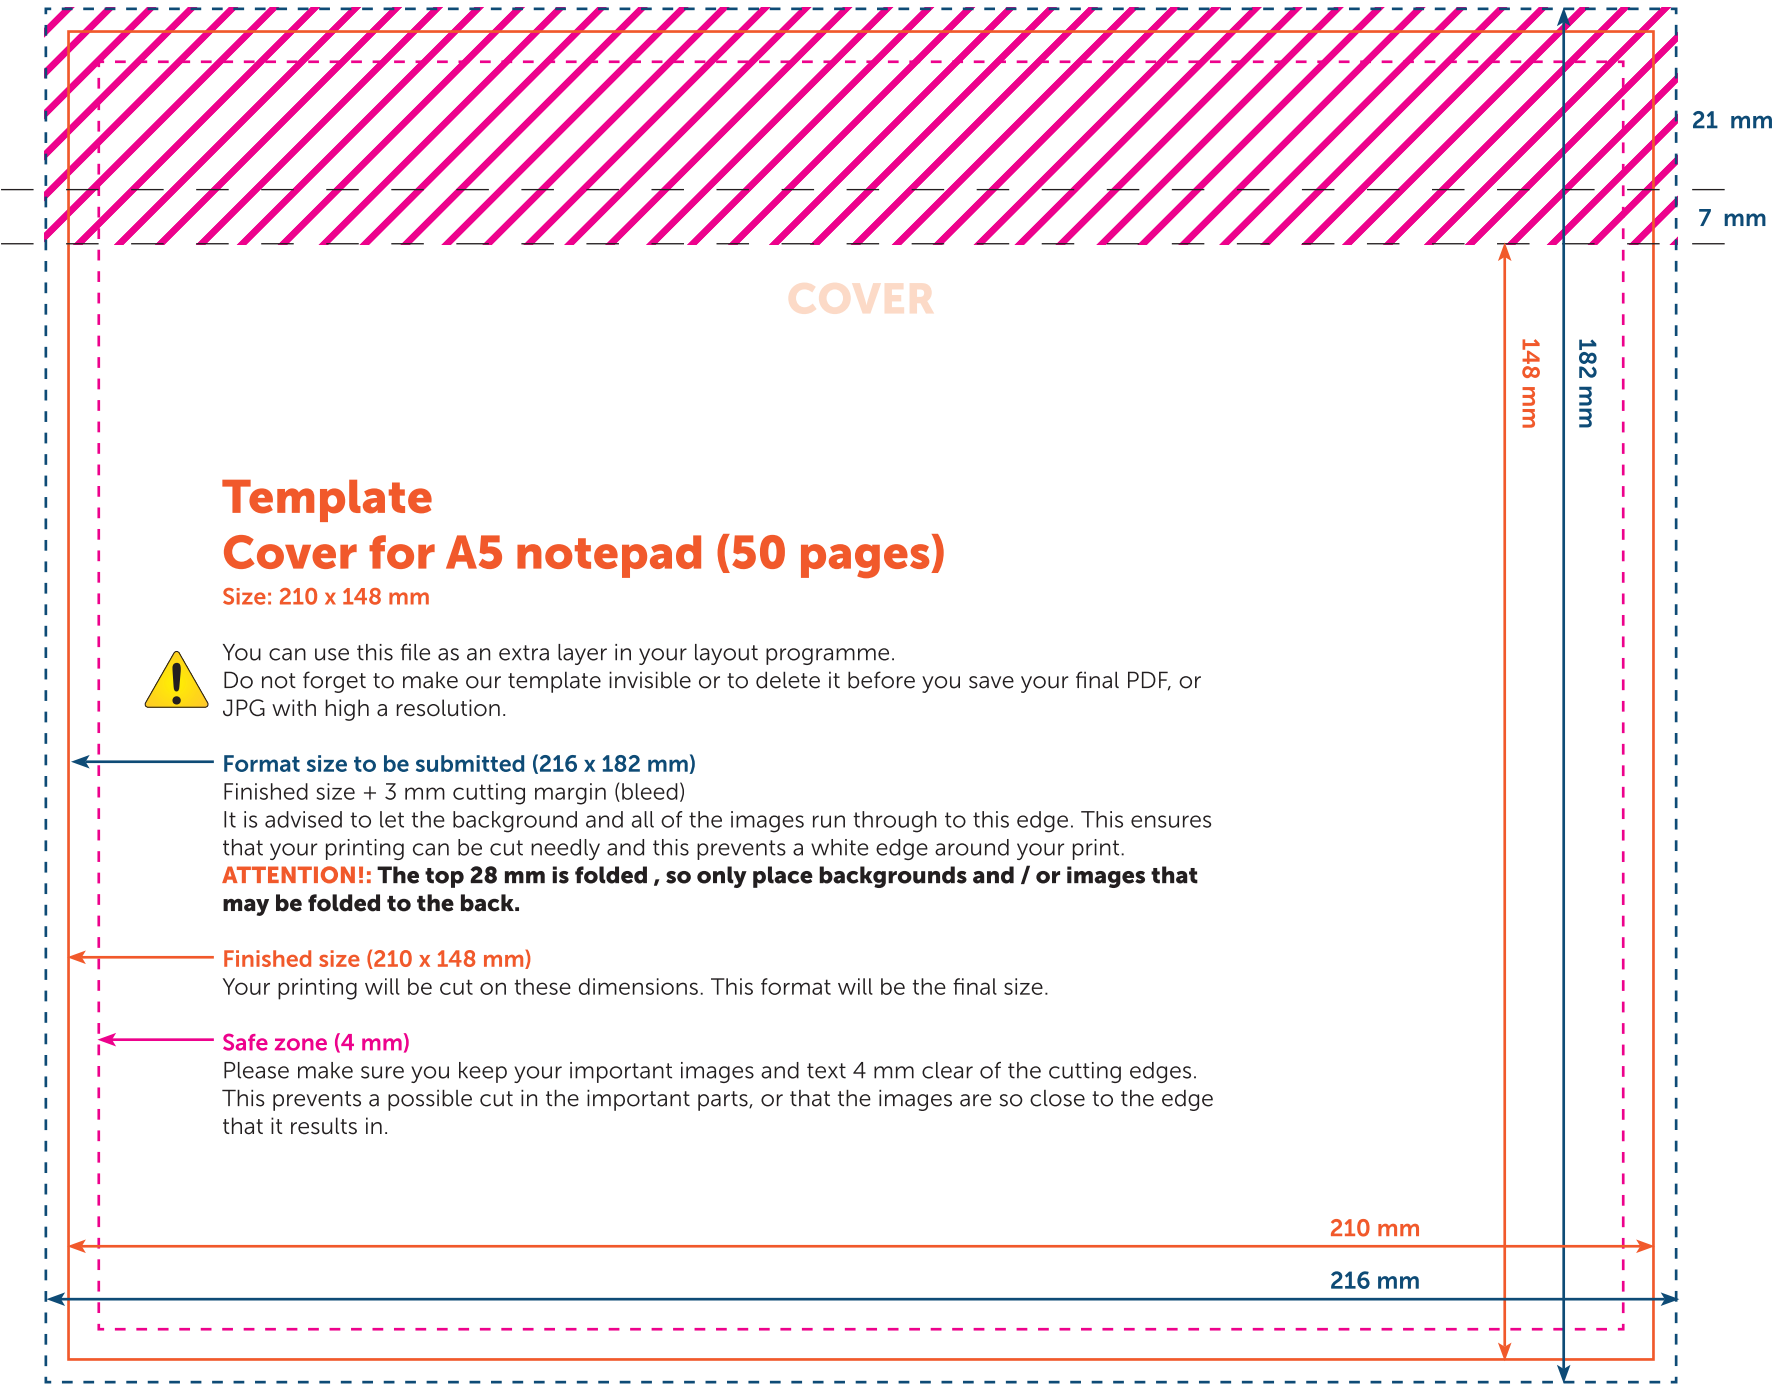 21 mm
7 mm
COVER
148 mm
182 mm
Template
Cover for A5 notepad (50 pages)
Size: 210 x 148 mm
You can use this file as an extra layer in your layout programme.
Do not forget to make our template invisible or to delete it before you save your final PDF, or
JPG with high a resolution.
Format size to be submitted (216 x 182 mm)
Finished size + 3 mm cutting margin (bleed)
It is advised to let the background and all of the images run through to this edge. This ensures
that your printing can be cut needly and this prevents a white edge around your print.
ATTENTION!: The top 28 mm is folded , so only place backgrounds and / or images that
may be folded to the back.
Finished size (210 x 148 mm)
Your printing will be cut on these dimensions. This format will be the final size.
Safe zone (4 mm)
Please make sure you keep your important images and text 4 mm clear of the cutting edges.
This prevents a possible cut in the important parts, or that the images are so close to the edge
that it results in.
210 mm
216 mm